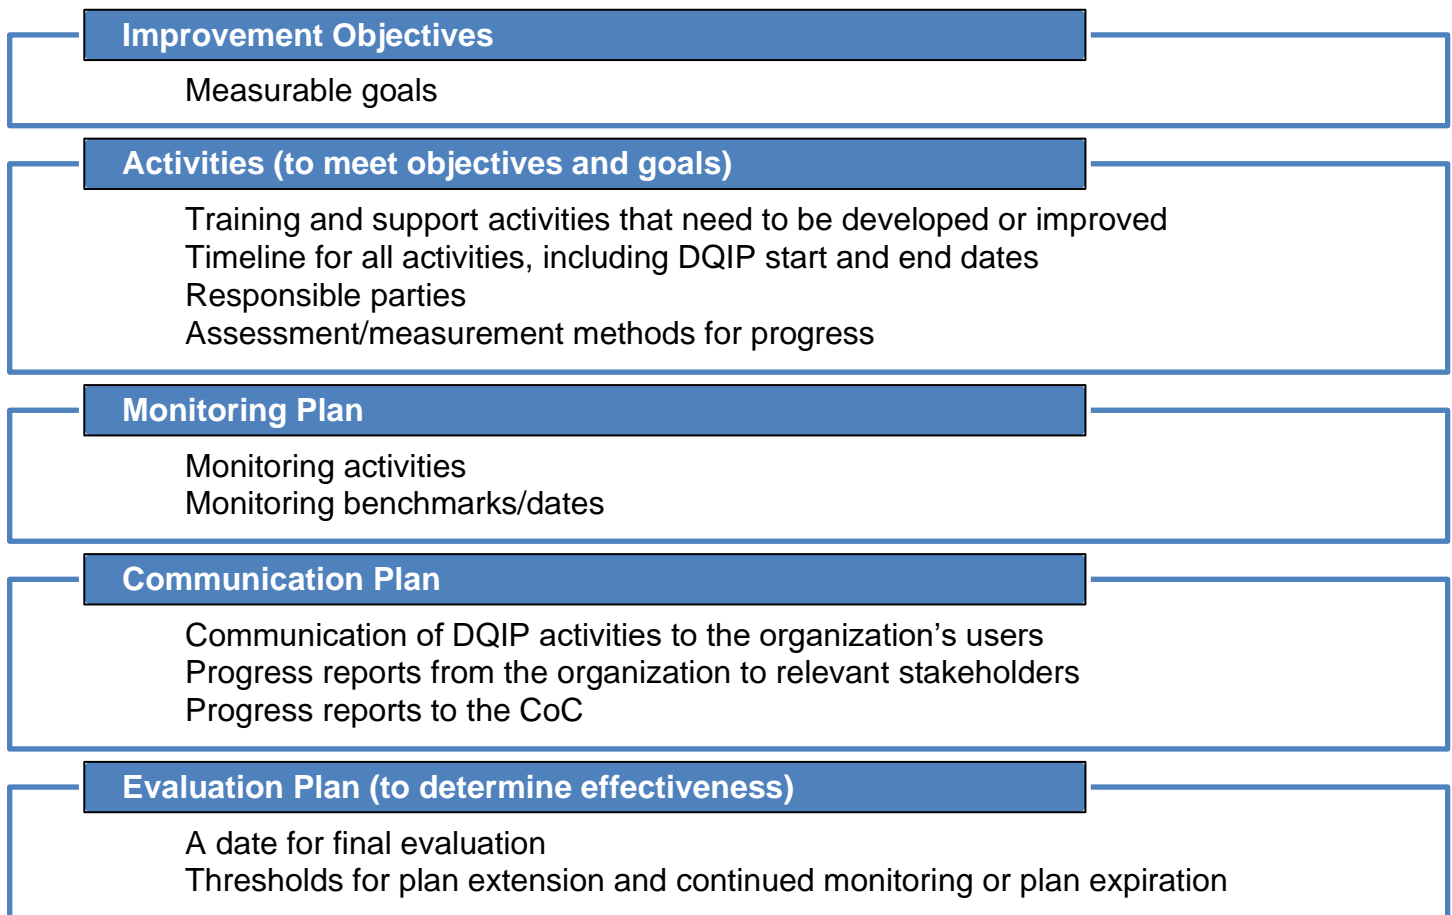 Improvement Objectives
Measurable goals
Activities (to meet objectives and goals)
Training and support activities that need to be developed or improved
Timeline for all activities, including DQIP start and end dates
Responsible parties
Assessment/measurement methods for progress
Monitoring Plan
Monitoring activities
Monitoring benchmarks/dates
Communication Plan
Communication of DQIP activities to the organization’s users
Progress reports from the organization to relevant stakeholders
Progress reports to the CoC
Evaluation Plan (to determine effectiveness)
A date for final evaluation
Thresholds for plan extension and continued monitoring or plan expiration